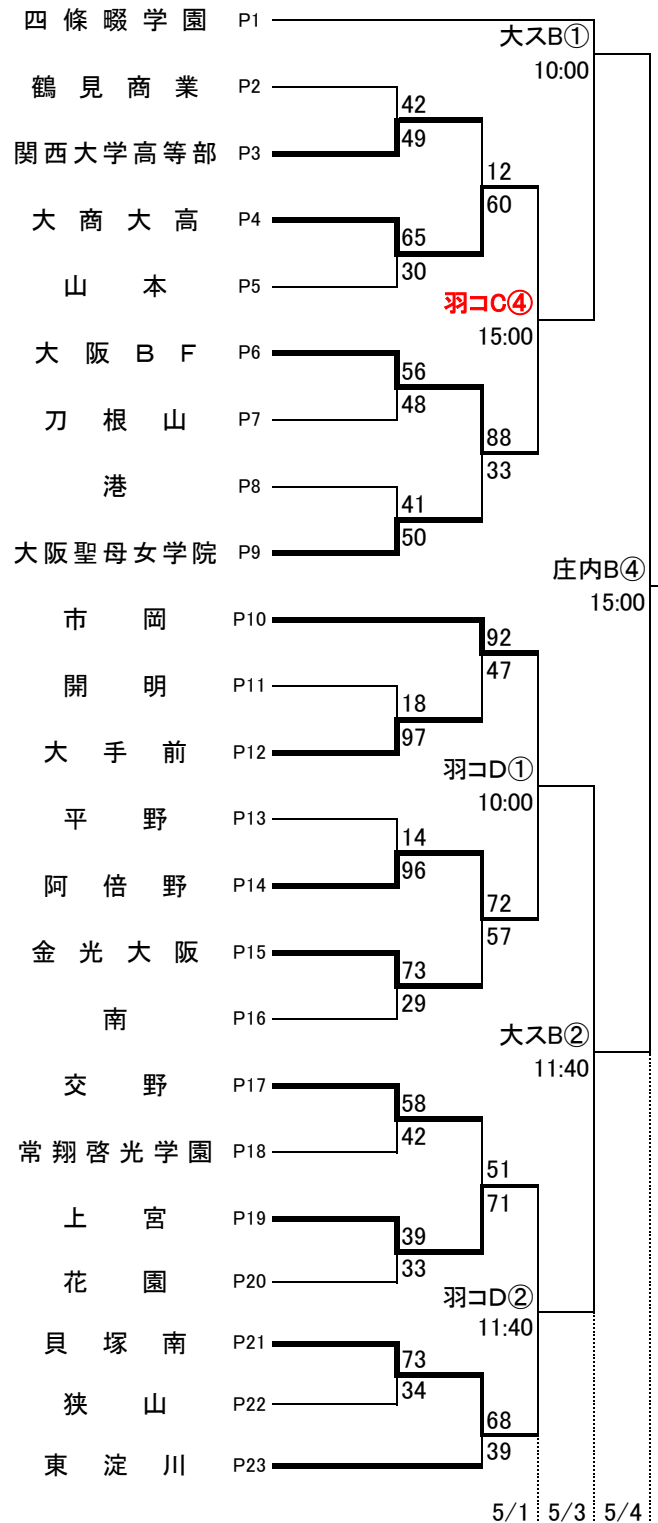 四條畷学園 P1
大スB①
10:00
鶴見商業 P2
42
49
関西大学高等部 P3
12
60
大商大高 P4
65
30
山本 P5
羽コC④
15:00
大阪BF P6
56
48
刀根山 P7
88
33
港 P8
41
50
大阪聖母女学院 P9
庄内B④
15:00
市岡 P10
92
47
開明 P11
18
97
大手前 P12
羽コD①
10:00
平野 P13
14
96
阿倍野 P14
72
57
金光大阪 P15
73
29
南 P16
大スB②
11:40
交野 P17
58
42
常翔啓光学園 P18
51
71
上宮 P19
39
33
花園 P20
羽コD②
11:40
貝塚南 P21
73
34
狭山 P22
68
39
東淀川 P23
5/1 5/3 5/4